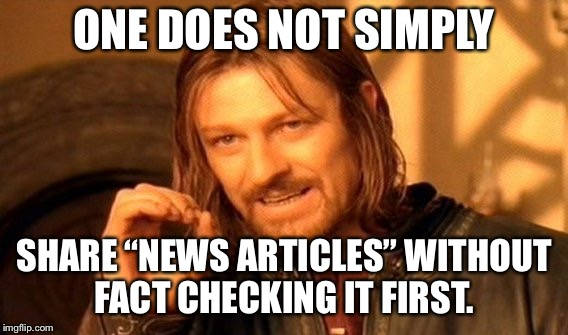 ONE DOES NOT SIMPLY
SHARE “NEWS ARTICLES” WITHOUT
FACT CHECKING IT FIRST.
imgflip.com